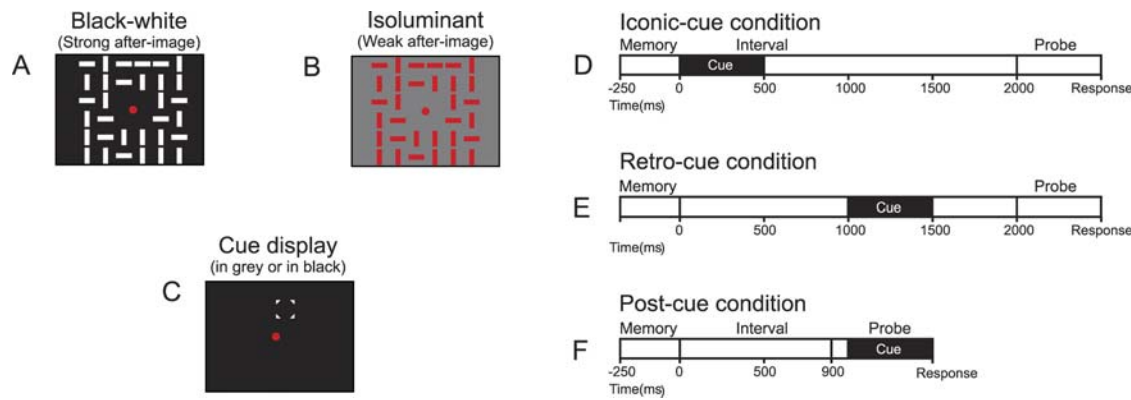 Black-white
(Strong after-image)
A
Isoluminant
(Weak after-image)
B
Cue display
(in grey or in black)
C
Iconic-cue condition
Memory Interval Probe
D
Cue
-250 0 500 1000 1500 2000 Response
Time(ms)
Retro-cue condition
Memory Probe
E
Cue
0 500 1000 1500 2000 Response
Time(ms)
Post-cue condition
Memory Interval Probe
F
Cue
-250 0 500 900 Response
Time(ms)